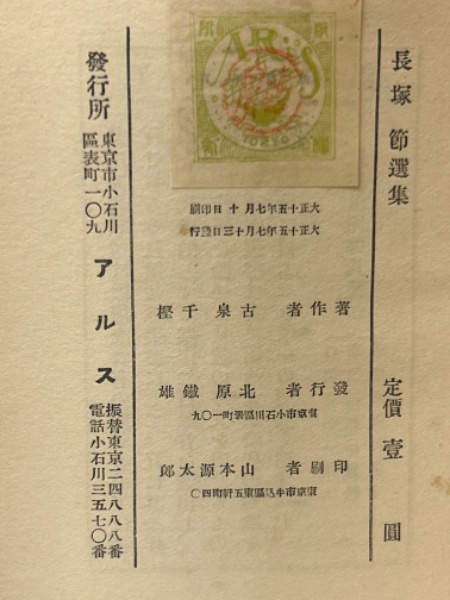 長塚節選集
定價壹圓
ARS
TOKYO
大正十五年七月十日印刷
大正十五年七月十三日發行
著作者 古泉千樫
發行者 北原鐵雄
東京市小石川區表町一〇九
印刷者 山本源太郎
東京市牛込區東五軒町四〇
發行所
東京市小石川
區表町一〇九
アルス
振替東京二四八八八番
電話小石川三五七〇番